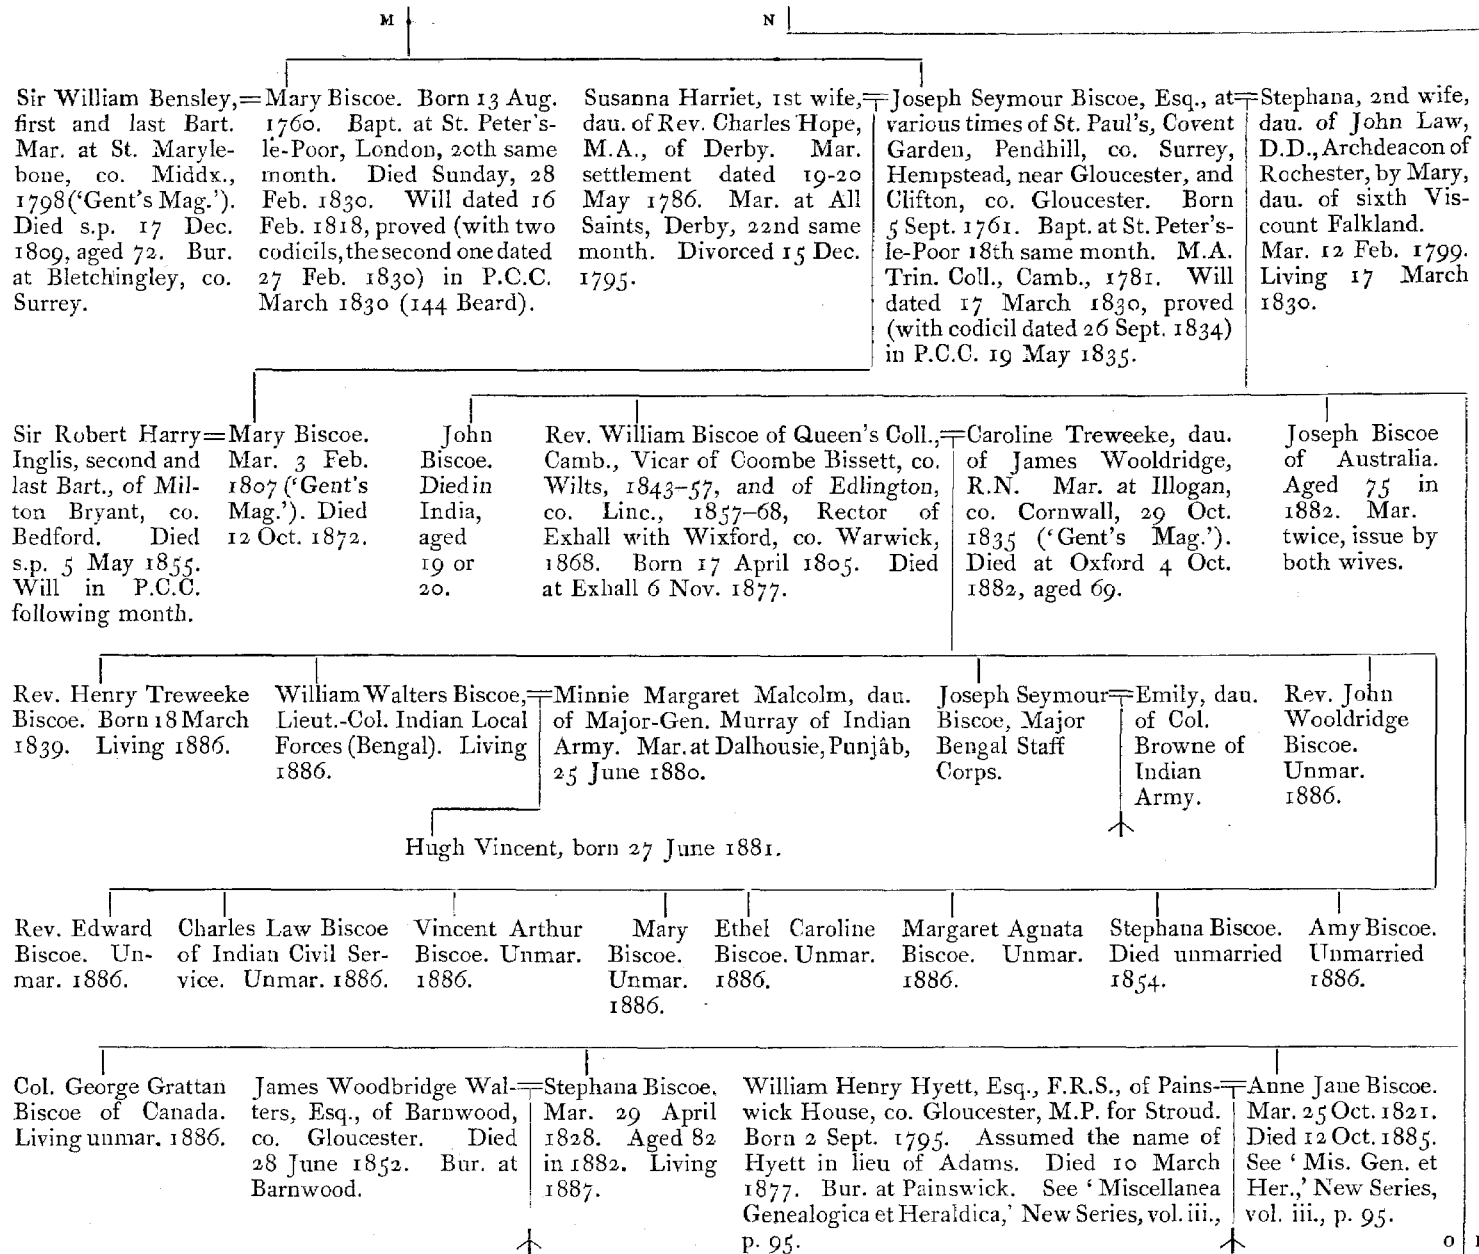 M
N
Sir William Bensley,=
first and last Bart.
Mar. at St. Maryle-
bone, co. Middx.,
1798 ('Gent's Mag.').
Died s.p. 17 Dec.
1809, aged 72. Bur.
at Bletchingley, co.
Surrey.
Mary Biscoe. Born 13 Aug.
1760. Bapt. at St. Peter's-
le-Poor, London, 20th same
month. Died Sunday, 28
Feb. 1830. Will dated 16
Feb. 1818, proved (with two
codicils, the second one dated
27 Feb. 1830) in P.C.C.
March 1830 (144 Beard).
Susanna Harriet, 1st wife,=
dau. of Rev. Charles Hope,
M.A., of Derby. Mar.
settlement dated 19-20
May 1786. Mar. at All
Saints, Derby, 22nd same
month. Divorced 15 Dec.
1795.
Joseph Seymour Biscoe, Esq., at=
various times of St. Paul's, Covent
Garden, Pendhill, co. Surrey,
Hempstead, near Gloucester, and
Clifton, co. Gloucester. Born
5 Sept. 1761. Bapt. at St. Peter's-
le-Poor 18th same month. M.A.
Trin. Coll., Camb., 1781. Will
dated 17 March 1830, proved
(with codicil dated 26 Sept. 1834)
in P.C.C. 19 May 1835.
Stephana, 2nd wife,
dau. of John Law,
D.D., Archdeacon of
Rochester, by Mary,
dau. of sixth Vis-
count Falkland.
Mar. 12 Feb. 1799.
Living 17 March
1830.
Sir Robert Harry=
Inglis, second and
last Bart., of Mil-
ton Bryant, co.
Bedford. Died
s.p. 5 May 1855.
Will in P.C.C.
following month.
Mary Biscoe.
Mar. 3 Feb.
1807 ('Gent's
Mag.'). Died
12 Oct. 1872.
John
Biscoe.
Died in
India,
aged
19 or
20.
Rev. William Biscoe of Queen's Coll.,=
Camb., Vicar of Coombe Bissett, co.
Wilts, 1843–57, and of Edlington,
co. Linc., 1857–68, Rector of
Exhall with Wixford, co. Warwick,
1868. Born 17 April 1805. Died
at Exhall 6 Nov. 1877.
Caroline Treweeke, dau.
of James Wooldridge,
R.N. Mar. at Illogan,
co. Cornwall, 29 Oct.
1835 ('Gent's Mag.').
Died at Oxford 4 Oct.
1882, aged 69.
Joseph Biscoe
of Australia.
Aged 75 in
1882. Mar.
twice, issue by
both wives.
Rev. Henry Treweeke
Biscoe. Born 18 March
1839. Living 1886.
William Walters Biscoe,=
Lieut.-Col. Indian Local
Forces (Bengal). Living
1886.
Minnie Margaret Malcolm, dau.
of Major-Gen. Murray of Indian
Army. Mar. at Dalhousie, Punjâb,
25 June 1880.
Joseph Seymour=
Biscoe, Major
Bengal Staff
Corps.
Emily, dau.
of Col.
Browne of
Indian
Army.
Rev. John
Wooldridge
Biscoe.
Unmar.
1886.
Hugh Vincent, born 27 June 1881.
Rev. Edward
Biscoe. Un-
mar. 1886.
Charles Law Biscoe
of Indian Civil Ser-
vice. Unmar. 1886.
Vincent Arthur
Biscoe. Unmar.
1886.
Mary
Biscoe.
Unmar.
1886.
Ethel Caroline
Biscoe. Unmar.
1886.
Margaret Agnata
Biscoe. Unmar.
1886.
Stephana Biscoe.
Died unmarried
1854.
Amy Biscoe.
Unmarried
1886.
Col. George Grattan
Biscoe of Canada.
Living unmar. 1886.
James Woodbridge Wal-=
ters, Esq., of Barnwood,
co. Gloucester. Died
28 June 1852. Bur. at
Barnwood.
Stephana Biscoe.
Mar. 29 April
1828. Aged 82
in 1882. Living
1887.
William Henry Hyett, Esq., F.R.S., of Pains-=
wick House, co. Gloucester, M.P. for Stroud.
Born 2 Sept. 1795. Assumed the name of
Hyett in lieu of Adams. Died 10 March
1877. Bur. at Painswick. See 'Miscellanea
Genealogica et Heraldica,' New Series, vol. iii.,
p. 95.
Anne Jane Biscoe.
Mar. 25 Oct. 1821.
Died 12 Oct. 1885.
See 'Mis. Gen. et
Her.,' New Series,
vol. iii., p. 95.
O